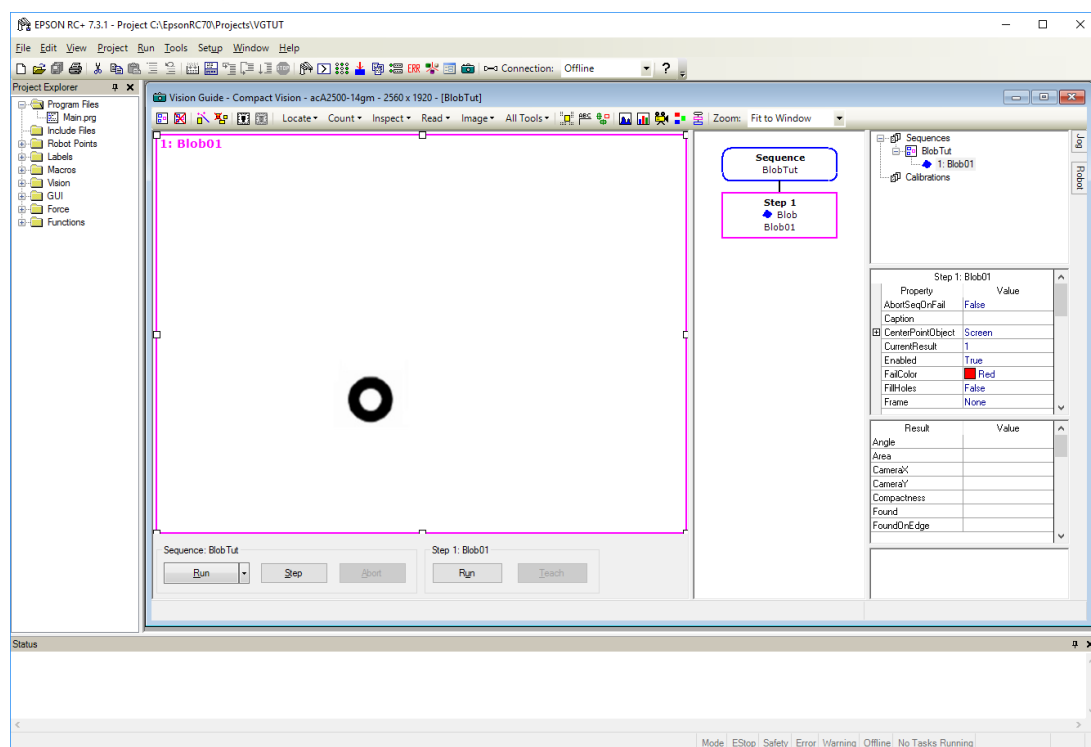 EPSON RC+ 7.3.1 - Project C:\EpsonRC70\Projects\VGTUT
File Edit View Project Run Tools Setup Window Help
ERR Connection: Offline ?
Project Explorer
Program Files
Main.prg
Include Files
Robot Points
Labels
Macros
Vision
GUI
Force
Functions
Vision Guide - Compact Vision - acA2500-14gm - 2560 x 1920 - [BlobTut]
Locate Count Inspect Read Image All Tools ABC Zoom: Fit to Window
1: Blob01
Sequence
BlobTut
Step 1
Blob
Blob01
Sequences
BlobTut
1: Blob01
Calibrations
Jog
Robot
Step 1: Blob01
Property Value
AbortSeqOnFail False
Caption
CenterPointObject Screen
CurrentResult 1
Enabled True
FailColor Red
FillHoles False
Frame None
Result Value
Angle
Area
CameraX
CameraY
Compactness
Found
FoundOnEdge
Sequence: BlobTut
Run Step Abort
Step 1: Blob01
Run Teach
Status
Mode EStop Safety Error Warning Offline No Tasks Running